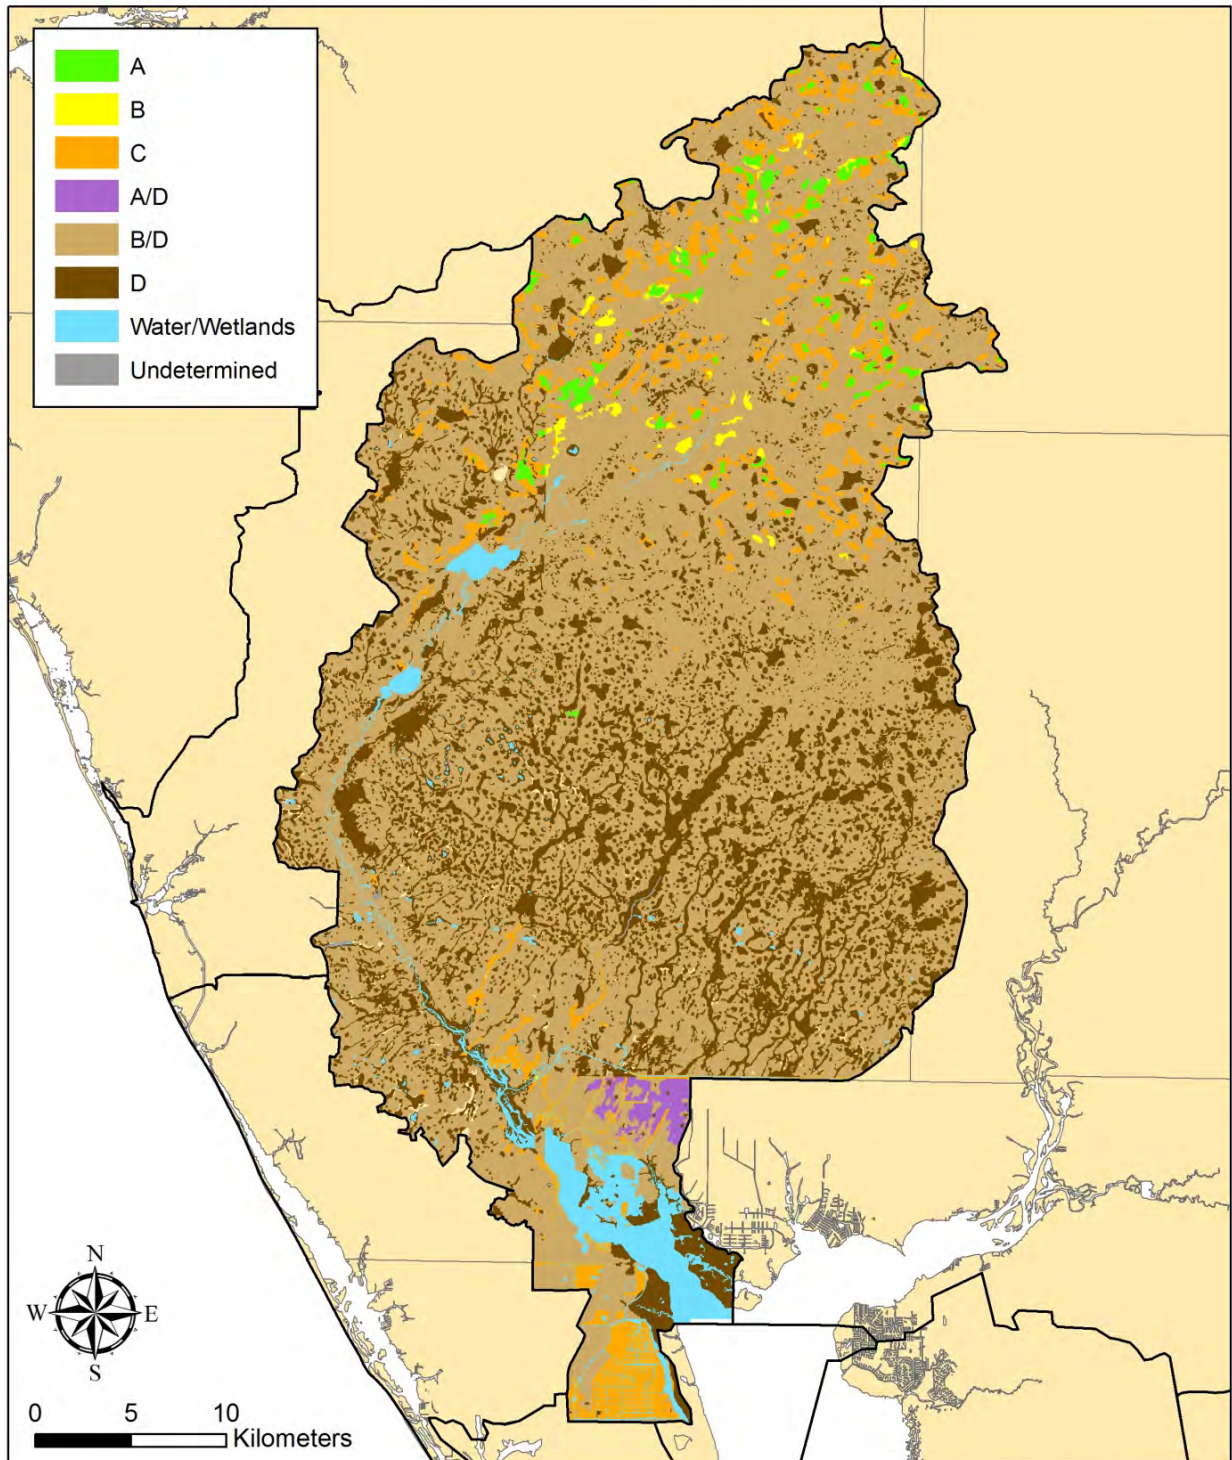 A
B
C
A/D
B/D
D
Water/Wetlands
Undetermined
N
W E
S
0 5 10
Kilometers